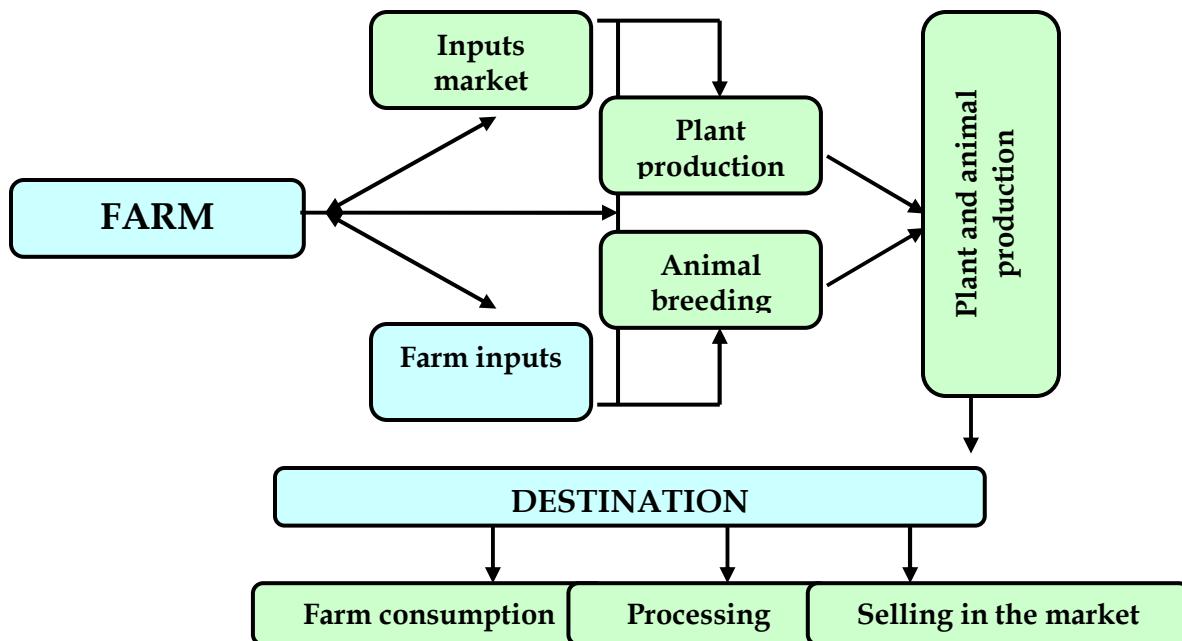 Inputs
market
Plant
production
FARM
Animal
breeding
Farm inputs
Plant and animal
production
DESTINATION
Farm consumption
Processing
Selling in the market